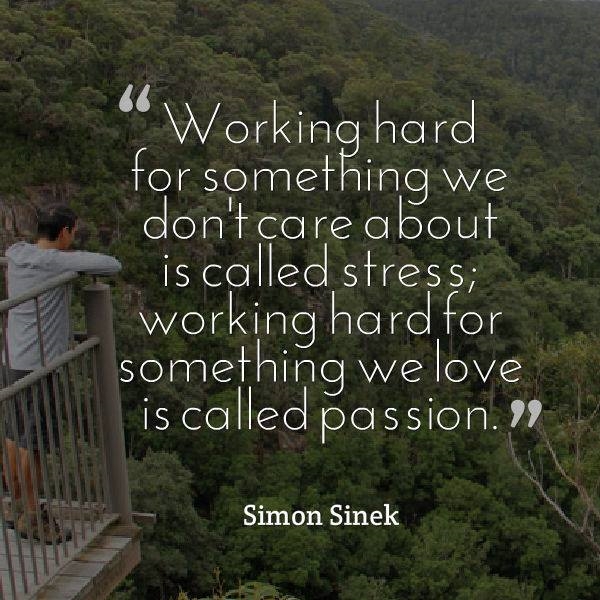 “ Working hard
for something we
don't care about
is called stress;
working hard for
something we love
is called passion. ”
Simon Sinek